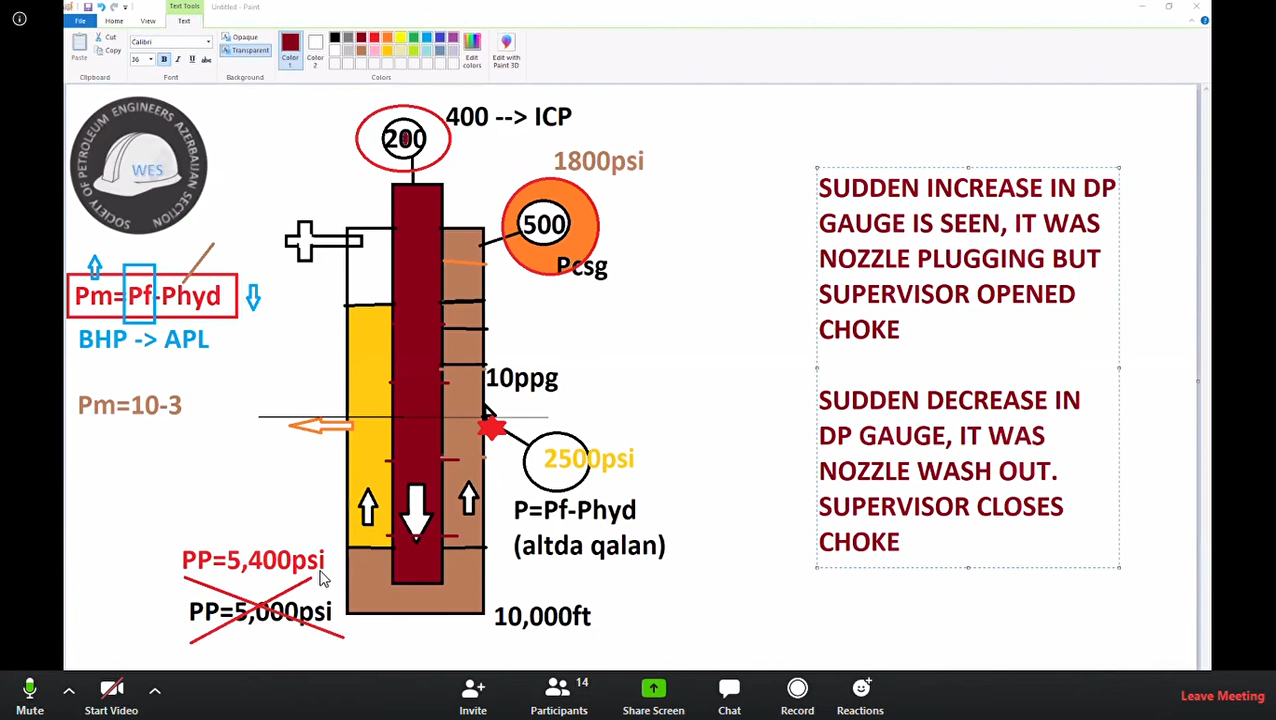 Text Tools
Untitled - Paint
File
Home
View
Text
Paste
Cut
Copy
Clipboard
Calibri
36
B
I
U
abc
Font
Opaque
Transparent
Background
Color
1
Color
2
Edit
colors
Edit with
Paint 3D
Colors
SOCIETY OF PETROLEUM ENGINEERS AZERBAIJAN SECTION
WES
400 --> ICP
1800psi
500
Pcsg
Pm=Pf-Phyd
BHP -> APL
Pm=10-3
10ppg
2500psi
P=Pf-Phyd
(altda qalan)
PP=5,400psi
PP=5,000psi
10,000ft
SUDDEN INCREASE IN DP
GAUGE IS SEEN, IT WAS
NOZZLE PLUGGING BUT
SUPERVISOR OPENED
CHOKE
SUDDEN DECREASE IN
DP GAUGE, IT WAS
NOZZLE WASH OUT.
SUPERVISOR CLOSES
CHOKE
Mute
Start Video
Invite
Participants
14
Share Screen
Chat
Record
Reactions
Leave Meeting